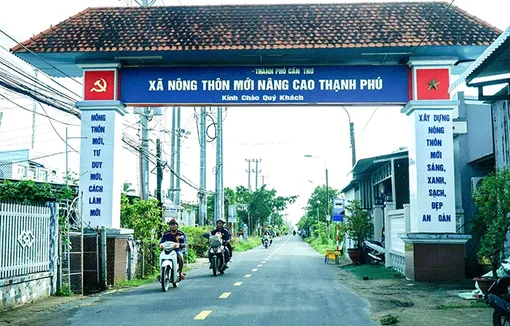 THÀNH PHỐ CẦN THƠ
XÃ NÔNG THÔN MỚI NÂNG CAO THẠNH PHÚ
Kính Chào Quý Khách
NÔNG
THÔN
MỚI,
TƯ
DUY
MỚI,
CÁCH
LÀM
MỚI
XÂY DỰNG
NÔNG
THÔN
MỚI
SÁNG,
XANH,
SẠCH,
ĐẸP
AN DÂN